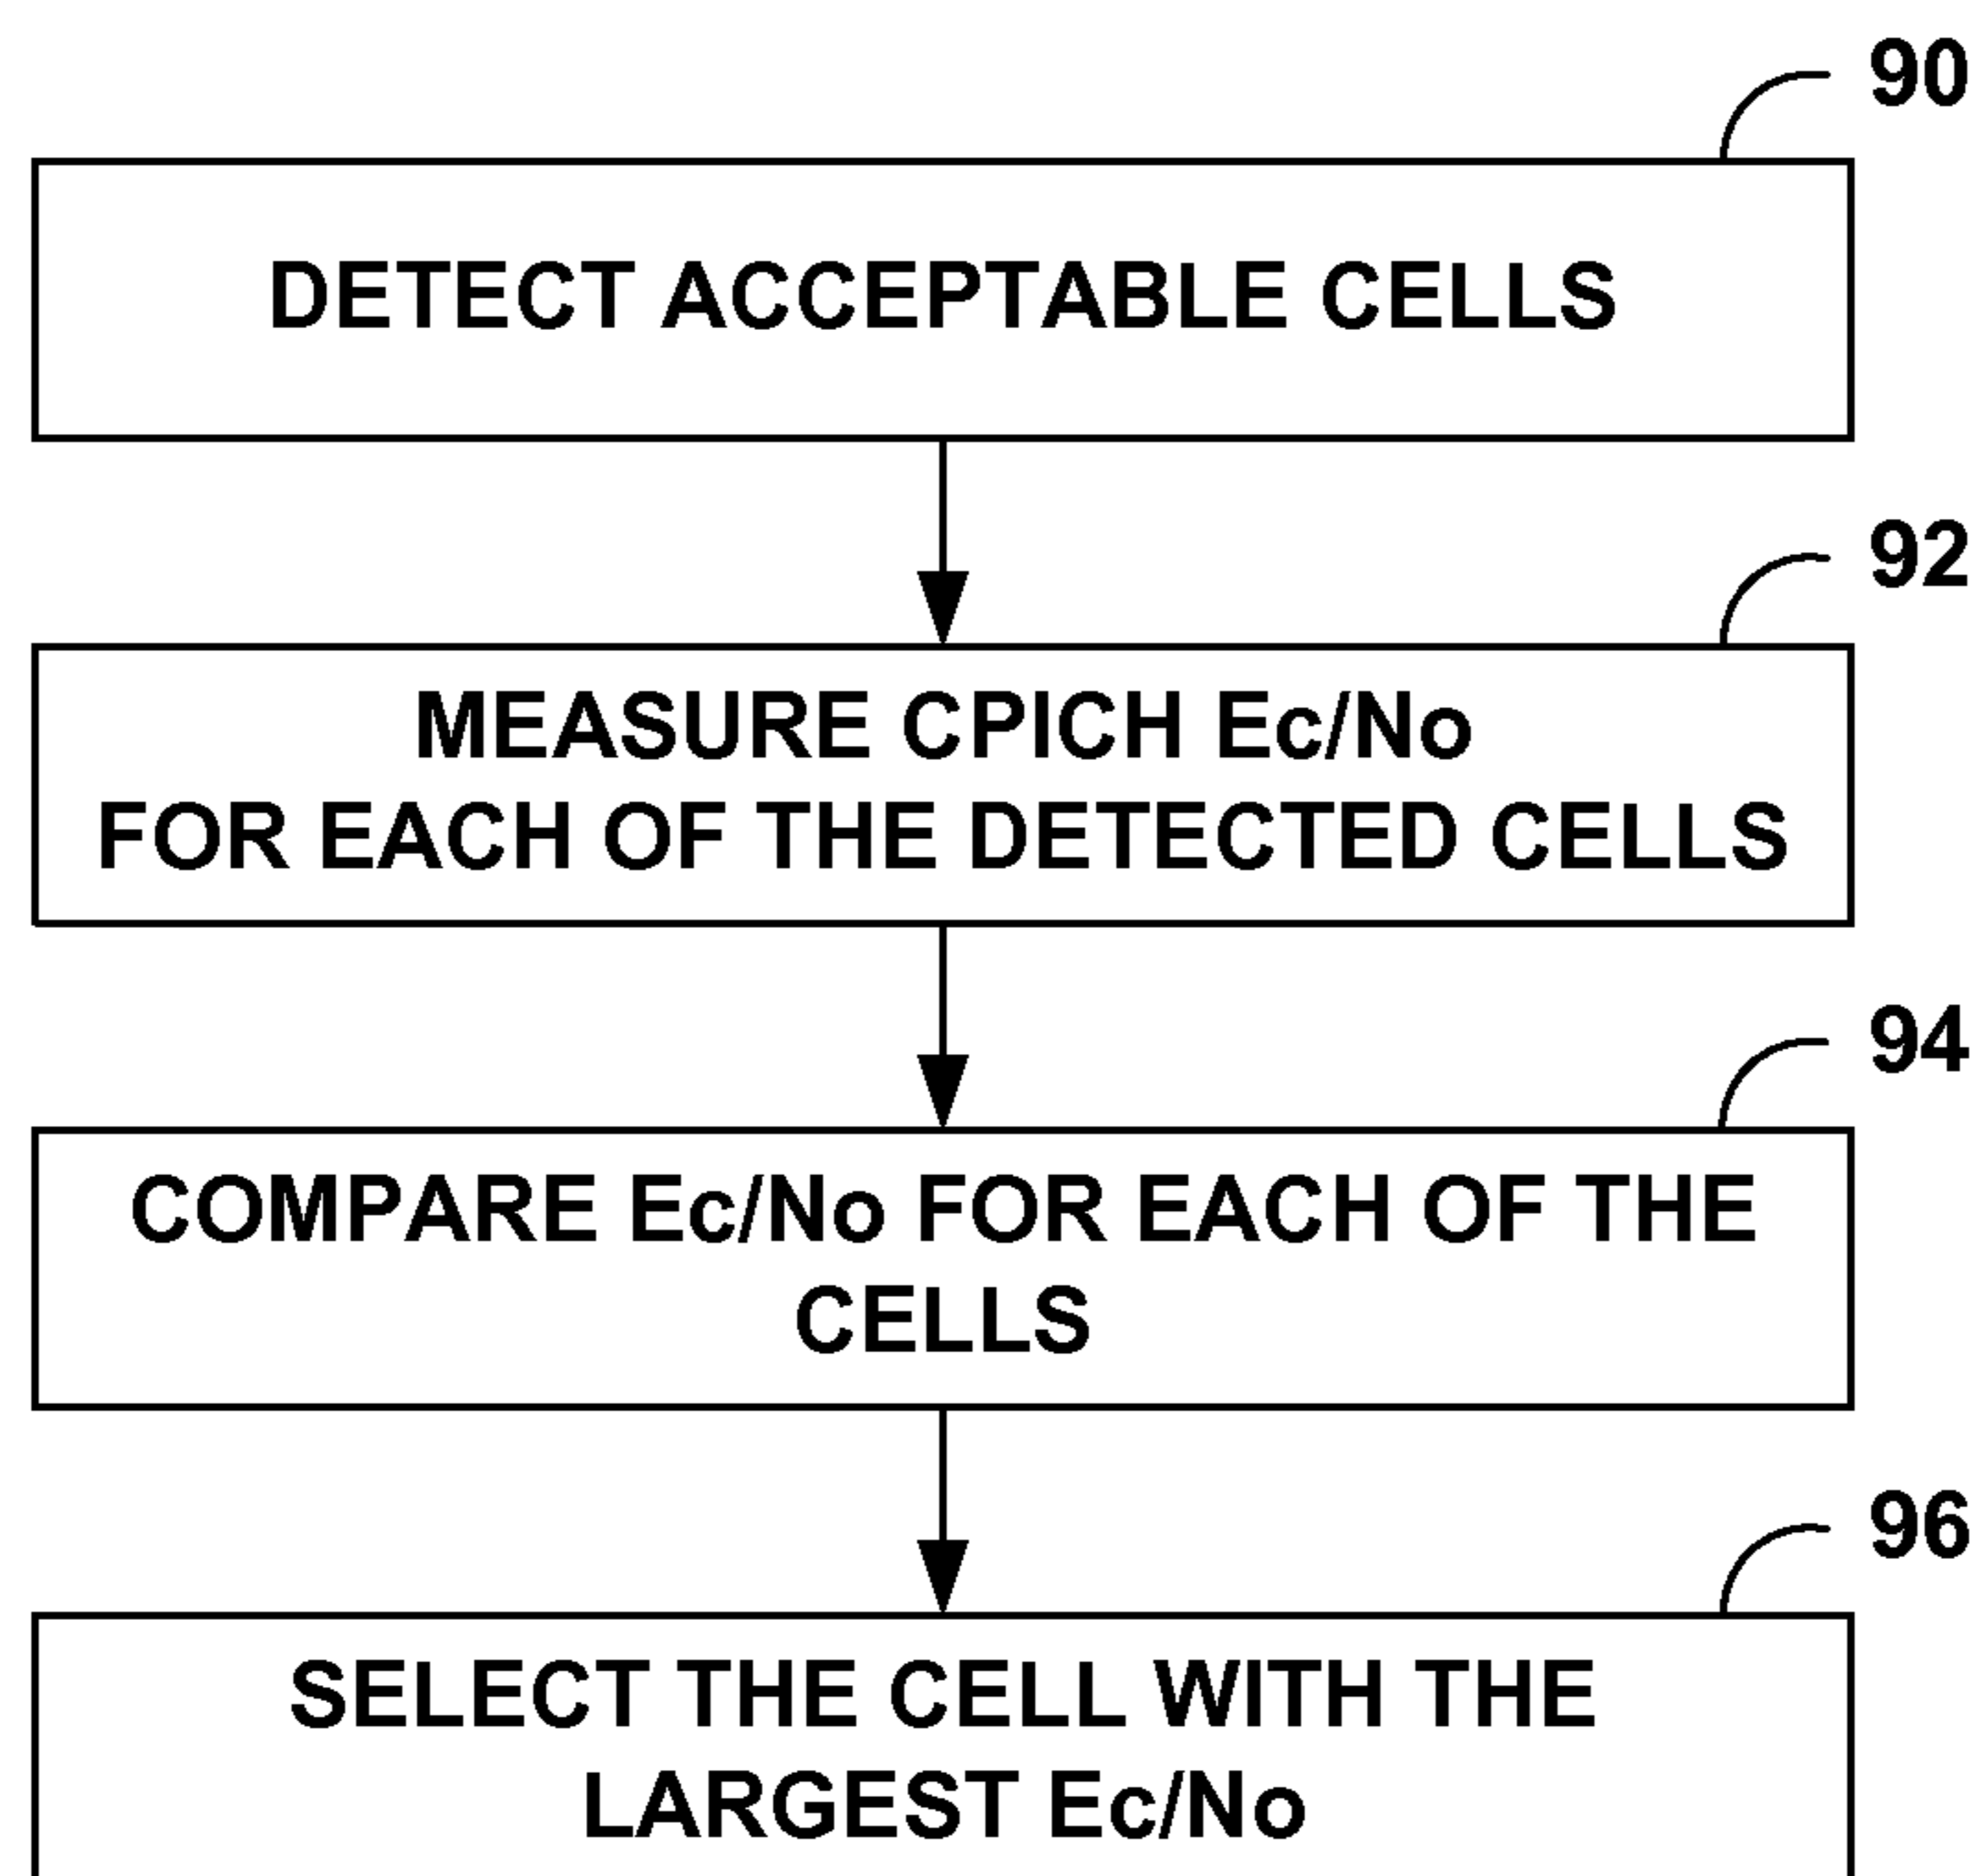 90
DETECT ACCEPTABLE CELLS
92
MEASURE CPICH Ec/No
FOR EACH OF THE DETECTED CELLS
94
COMPARE Ec/No FOR EACH OF THE
CELLS
96
SELECT THE CELL WITH THE
LARGEST Ec/No